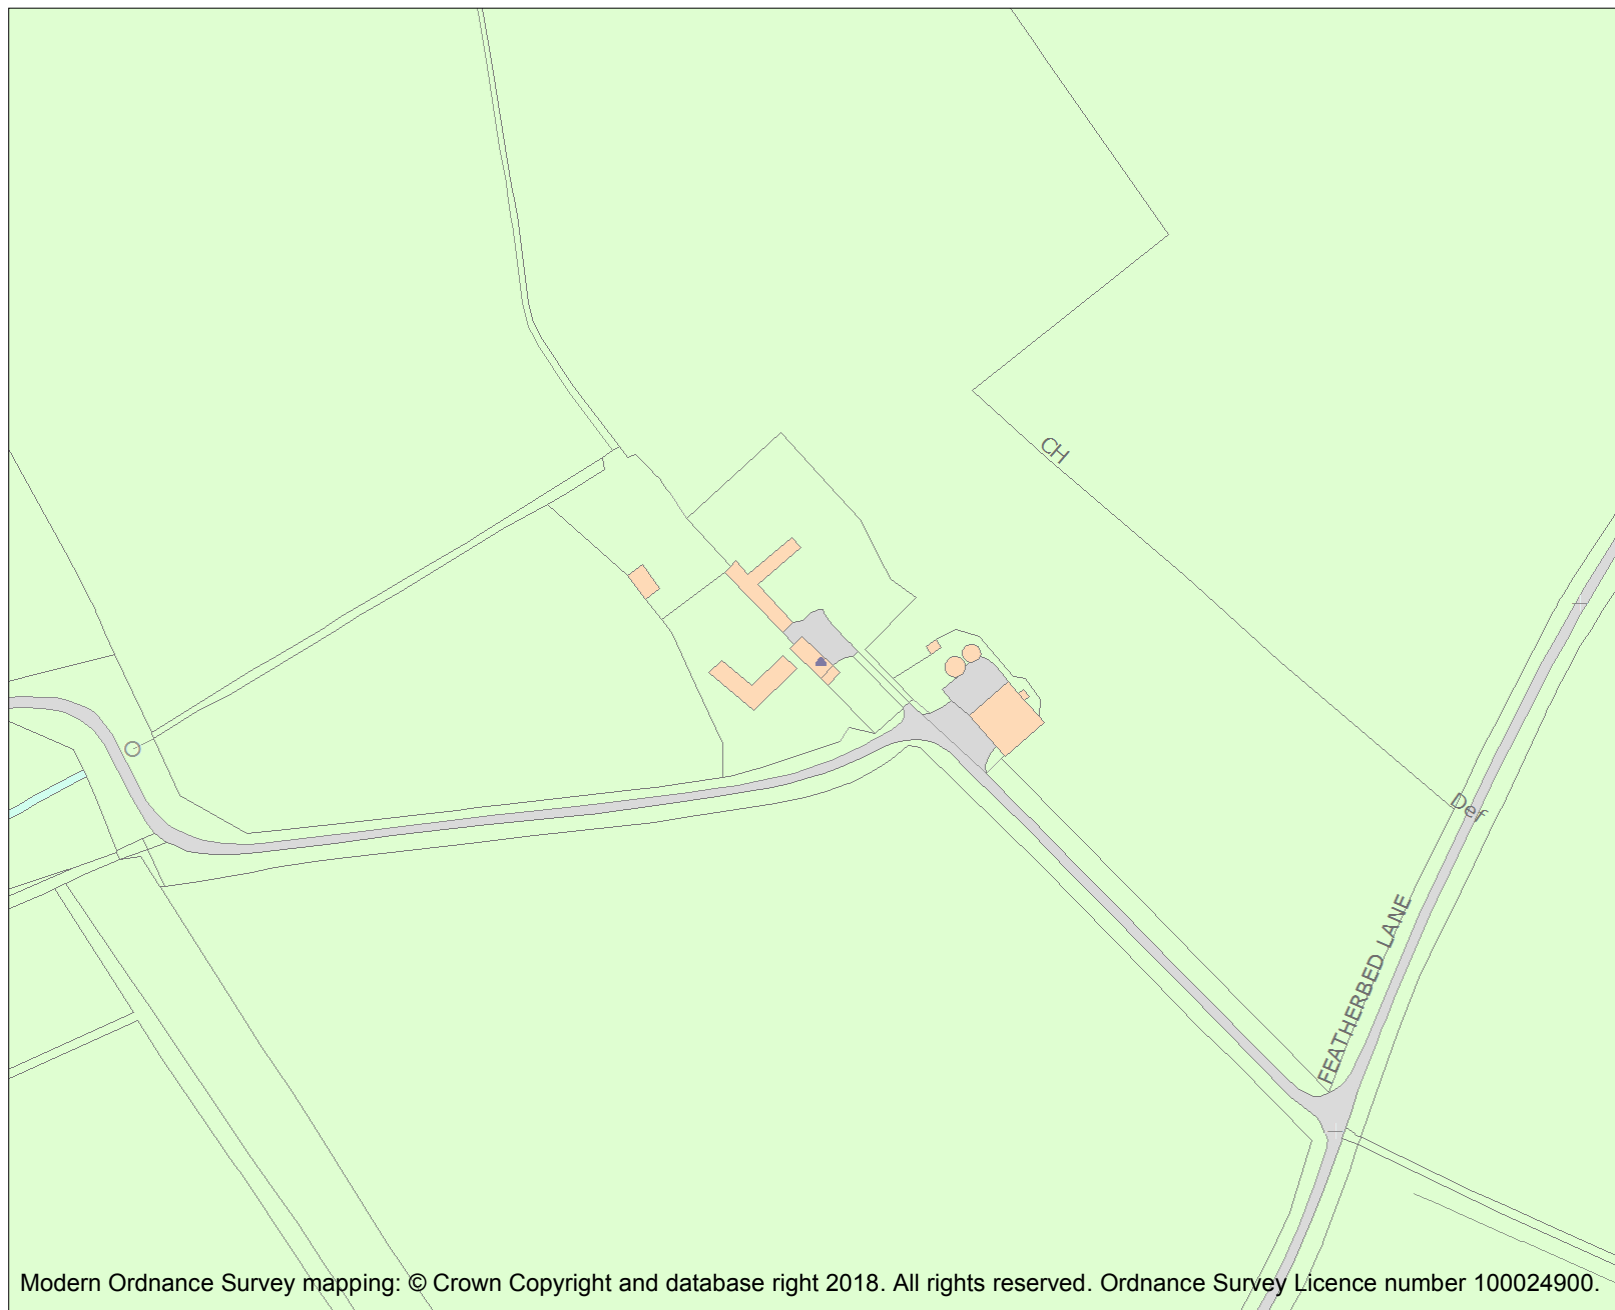 CH
Def
FEATHERBED LANE
Modern Ordnance Survey mapping: © Crown Copyright and database right 2018. All rights reserved. Ordnance Survey Licence number 100024900.